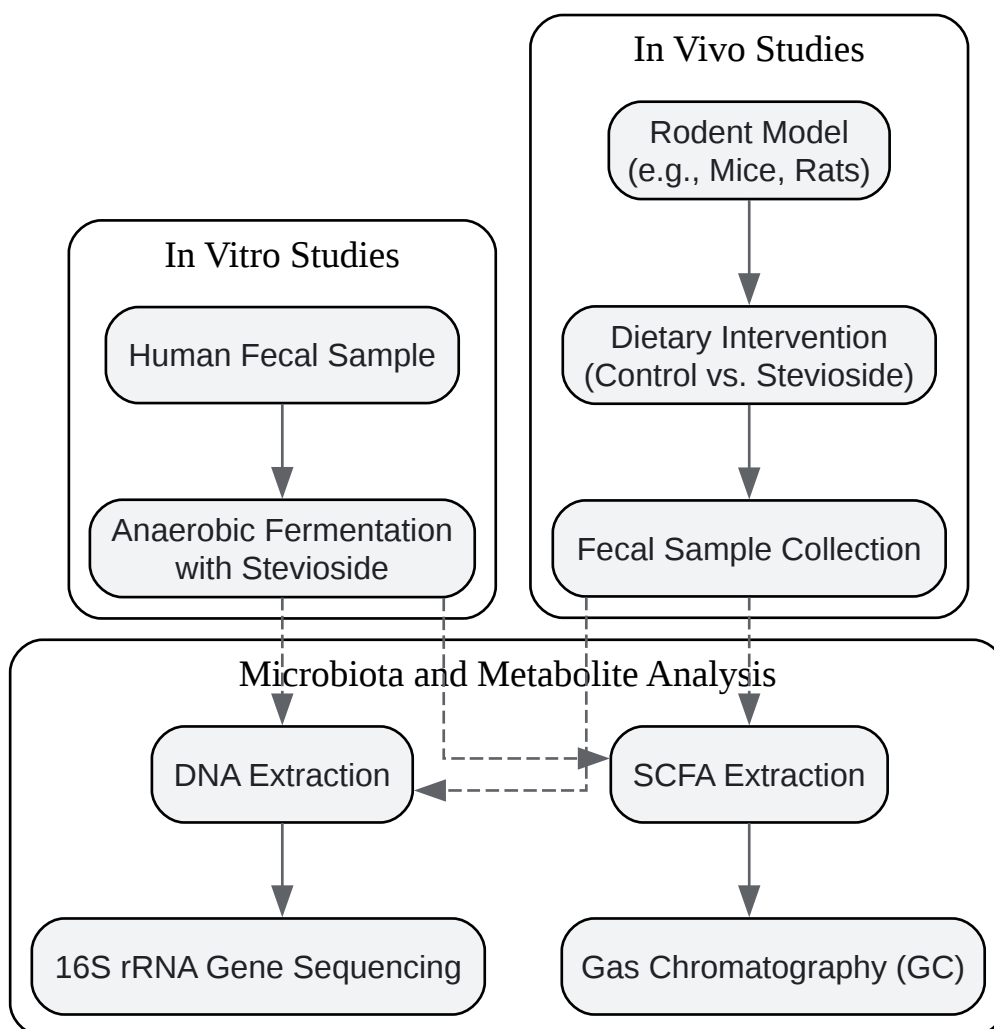 In Vivo Studies
Rodent Model
(e.g., Mice, Rats)
Dietary Intervention
(Control vs. Stevioside)
Fecal Sample Collection
In Vitro Studies
Human Fecal Sample
Anaerobic Fermentation
with Stevioside
Microbiota and Metabolite Analysis
DNA Extraction
SCFA Extraction
16S rRNA Gene Sequencing
Gas Chromatography (GC)